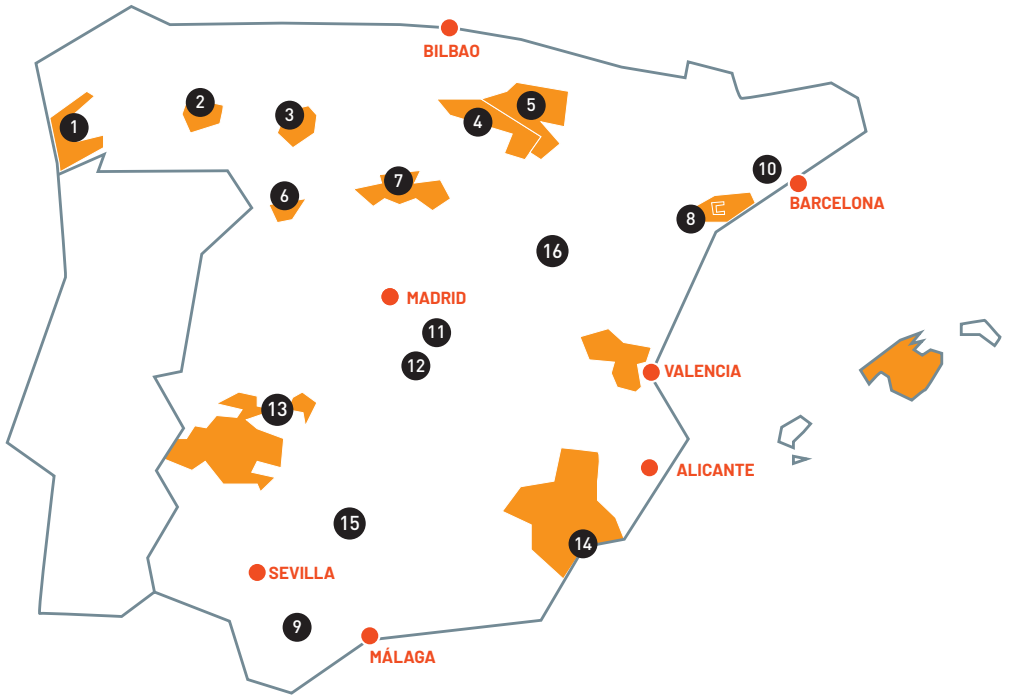 BILBAO
5
2
3
4
1
10
7
BARCELONA
6
8
16
MADRID
11
12
VALENCIA
13
ALICANTE
15
14
SEVILLA
9
MÁLAGA